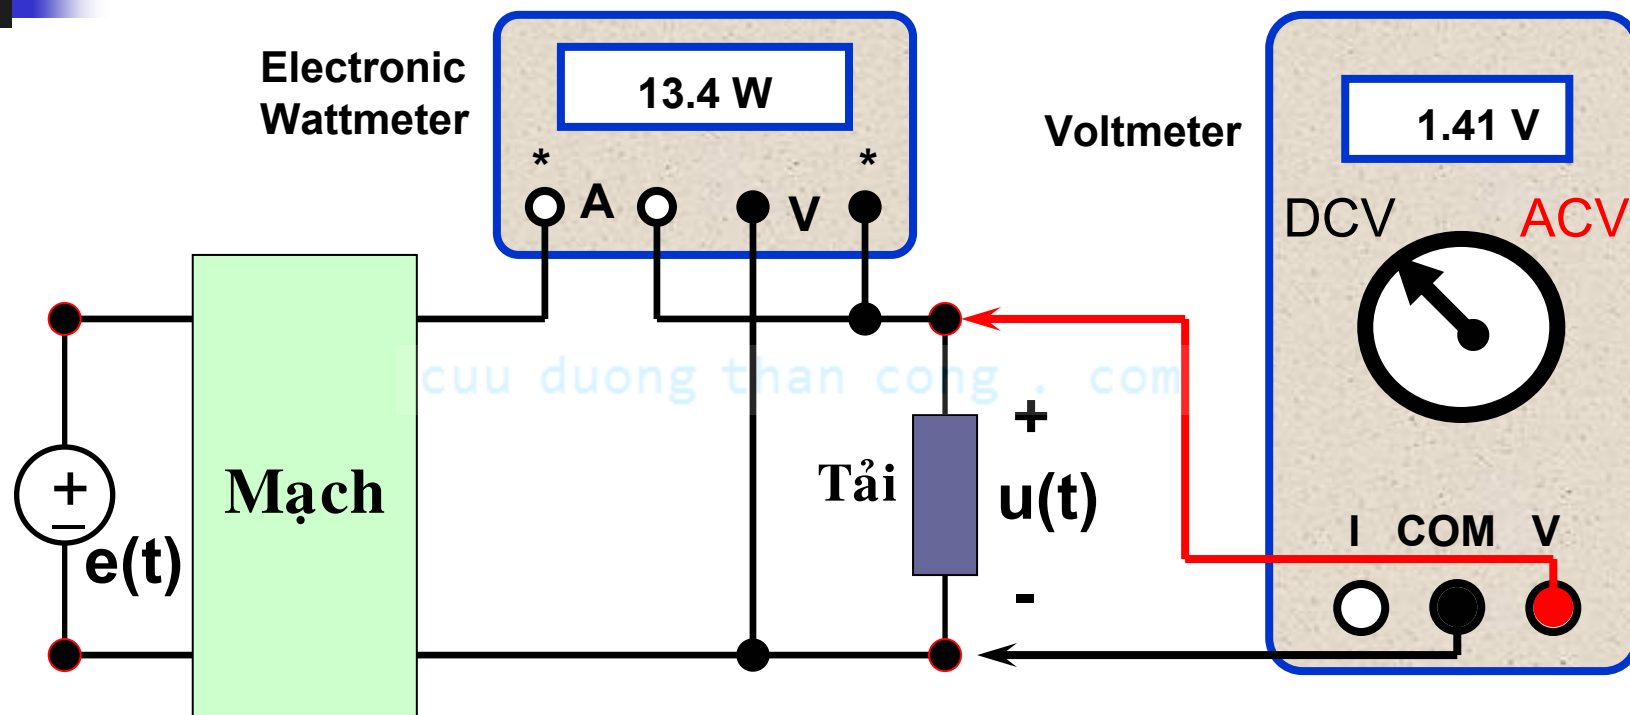 Electronic
Wattmeter
13.4 W
* A V *
Voltmeter
1.41 V
DCV ACV
cuu duong than cong . com
Mạch
Tải
+
u(t)
-
+
–
e(t)
I COM V